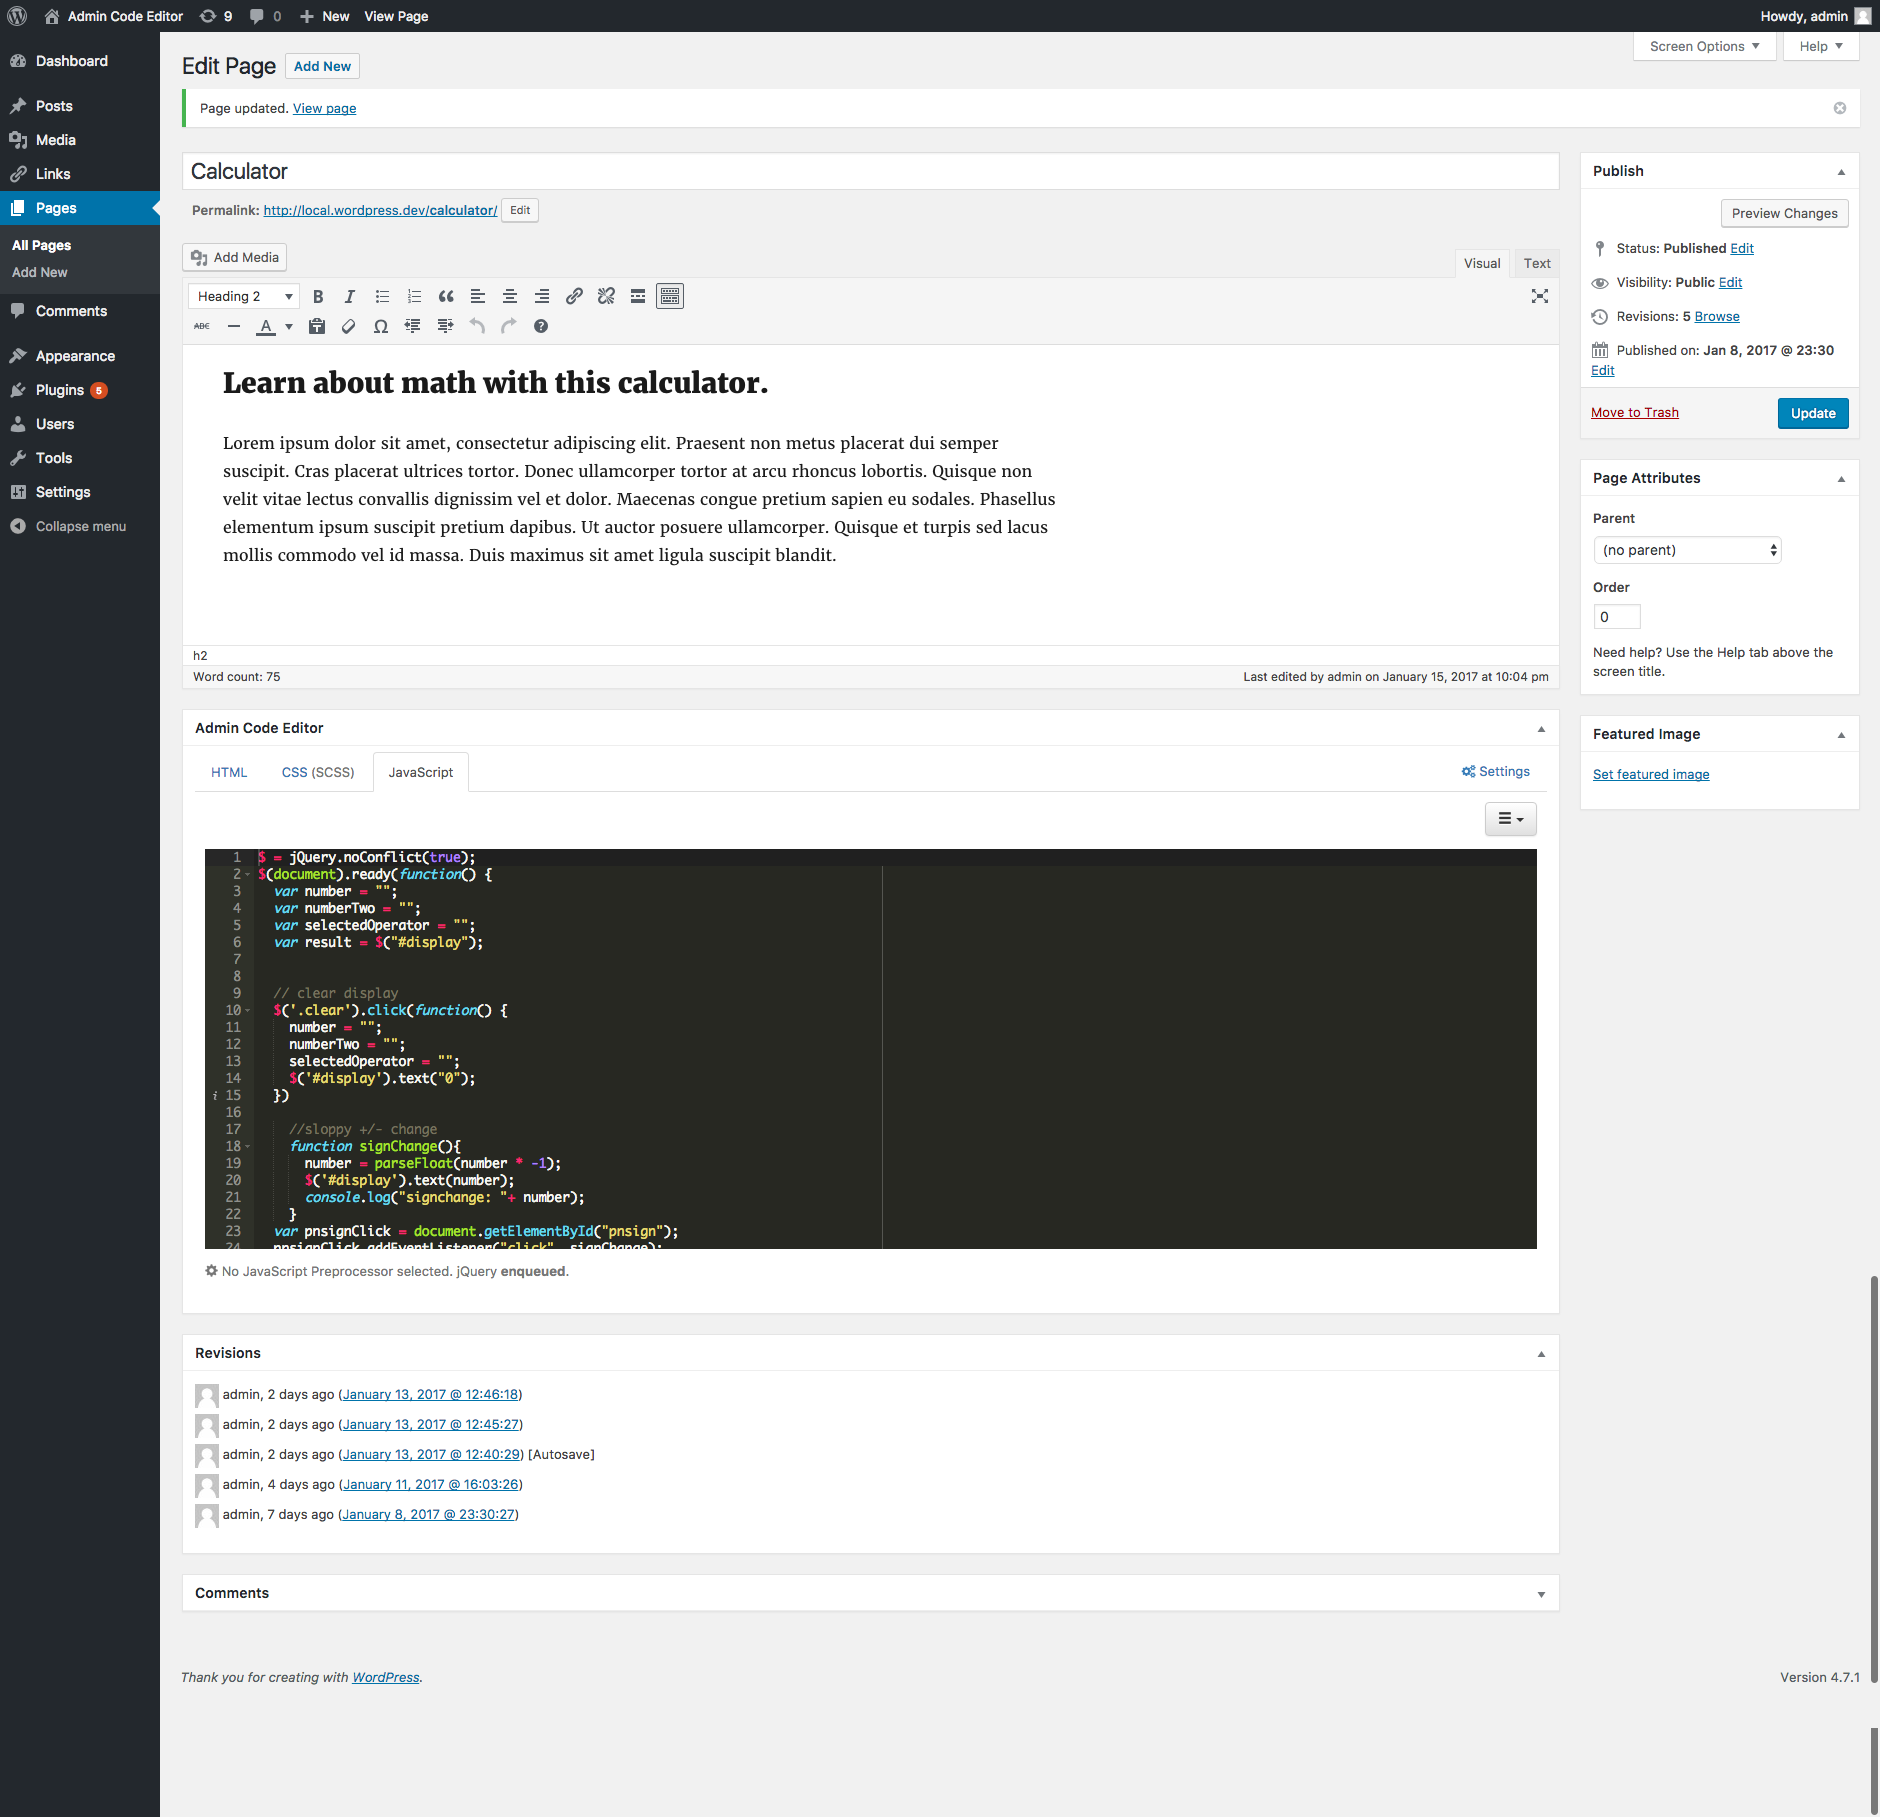 Admin Code Editor 9 0 New View Page Howdy, admin
Dashboard
Posts
Media
Links
Pages
All Pages
Add New
Comments
Appearance
Plugins 5
Users
Tools
Settings
Collapse menu
Screen Options Help
Edit Page Add New
Page updated. View page
Calculator
Permalink: http://local.wordpress.dev/calculator/ Edit
Add Media
Visual Text
Heading 2 B I
ABC A Ω
Learn about math with this calculator.
Lorem ipsum dolor sit amet, consectetur adipiscing elit. Praesent non metus placerat dui semper
suscipit. Cras placerat ultrices tortor. Donec ullamcorper tortor at arcu rhoncus lobortis. Quisque non
velit vitae lectus convallis dignissim vel et dolor. Maecenas congue pretium sapien eu sodales. Phasellus
elementum ipsum suscipit pretium dapibus. Ut auctor posuere ullamcorper. Quisque et turpis sed lacus
mollis commodo vel id massa. Duis maximus sit amet ligula suscipit blandit.
h2
Word count: 75 Last edited by admin on January 15, 2017 at 10:04 pm
Admin Code Editor
HTML CSS (SCSS) JavaScript Settings
1 $ = jQuery.noConflict(true);
2 $(document).ready(function() {
3 var number = "";
4 var numberTwo = "";
5 var selectedOperator = "";
6 var result = $("#display");
7
8
9 // clear display
10 $('.clear').click(function() {
11 number = "";
12 numberTwo = "";
13 selectedOperator = "";
14 $('#display').text("0");
i 15 })
16
17 //sloppy +/- change
18 function signChange(){
19 number = parseFloat(number * -1);
20 $('#display').text(number);
21 console.log("signchange: "+ number);
22 }
23 var pnsignClick = document.getElementById("pnsign");
24 pnsignClick.addEventListener("click", signChange);
No JavaScript Preprocessor selected. jQuery enqueued.
Revisions
admin, 2 days ago (January 13, 2017 @ 12:46:18)
admin, 2 days ago (January 13, 2017 @ 12:45:27)
admin, 2 days ago (January 13, 2017 @ 12:40:29) [Autosave]
admin, 4 days ago (January 11, 2017 @ 16:03:26)
admin, 7 days ago (January 8, 2017 @ 23:30:27)
Comments
Publish
Preview Changes
Status: Published Edit
Visibility: Public Edit
Revisions: 5 Browse
Published on: Jan 8, 2017 @ 23:30
Edit
Move to Trash Update
Page Attributes
Parent
(no parent)
Order
0
Need help? Use the Help tab above the
screen title.
Featured Image
Set featured image
Thank you for creating with WordPress. Version 4.7.1